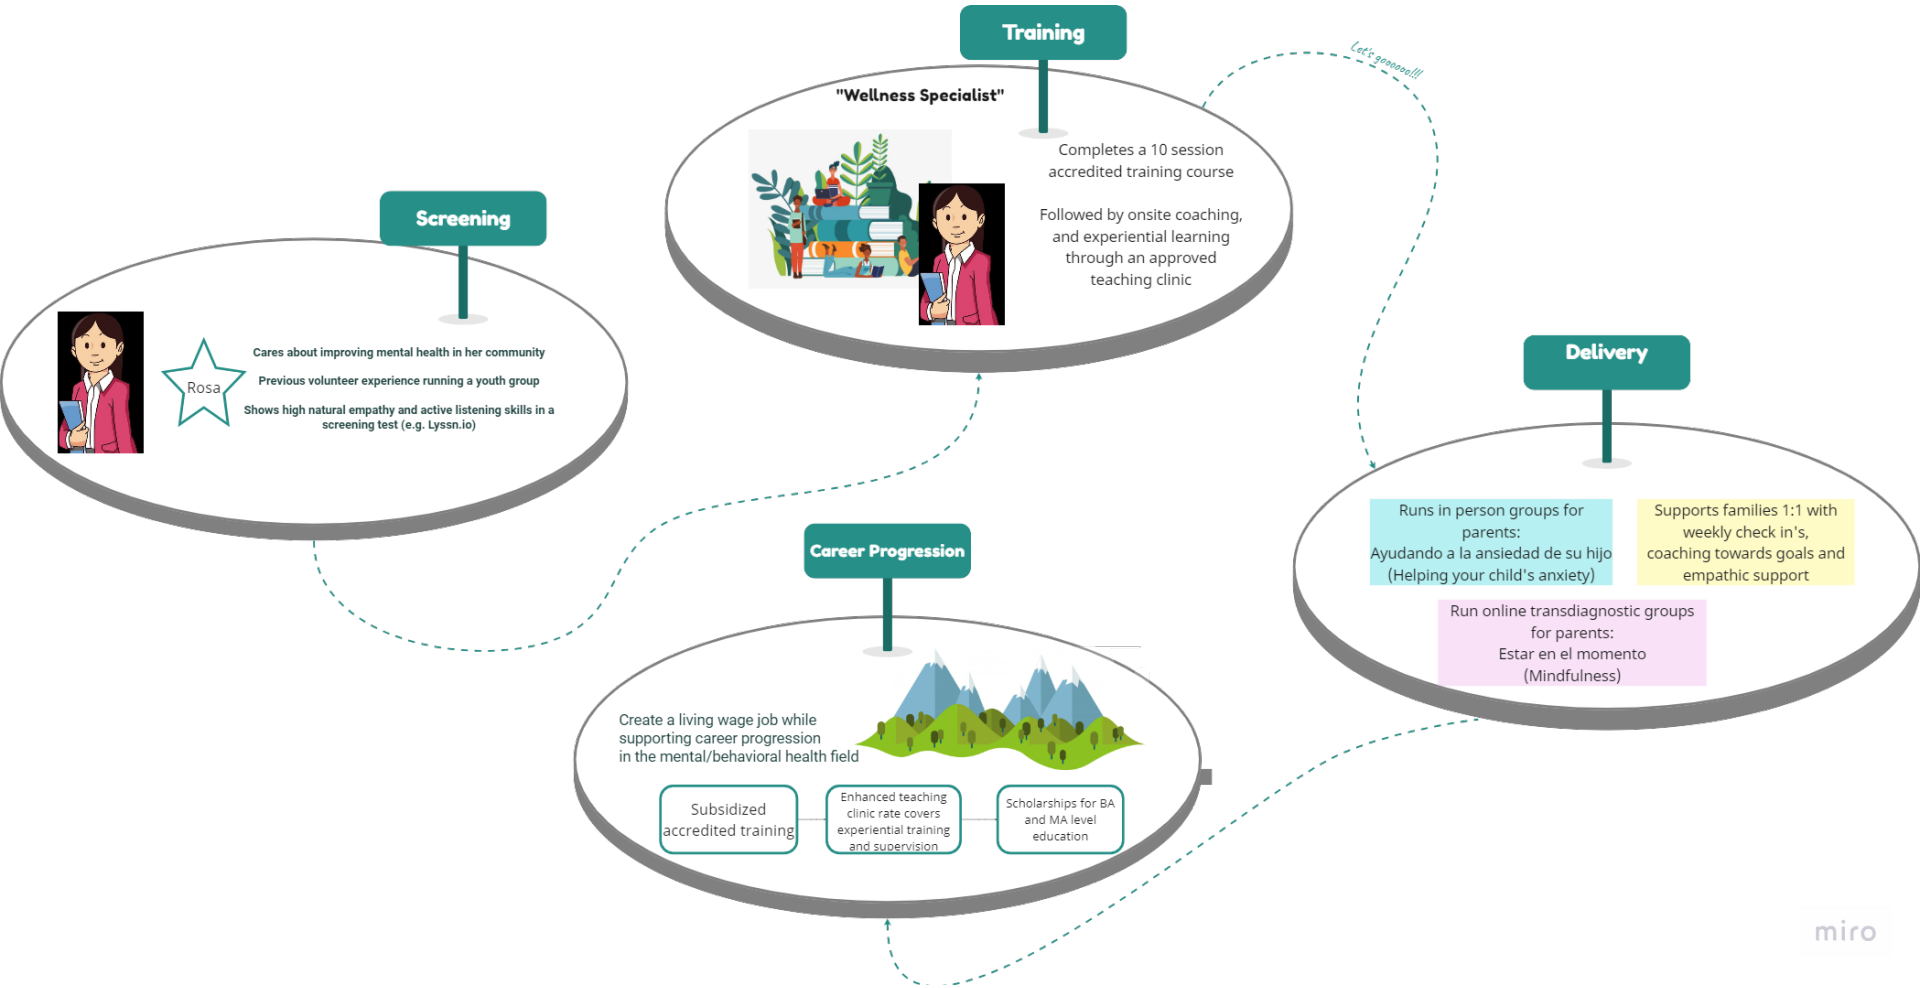 Screening
Rosa
Cares about improving mental health in her community
Previous volunteer experience running a youth group
Shows high natural empathy and active listening skills in a
screening test (e.g. Lyssn.io)
Training
"Wellness Specialist"
Completes a 10 session
accredited training course
Followed by onsite coaching,
and experiential learning
through an approved
teaching clinic
Let's goooooo!!!
Delivery
Runs in person groups for
parents:
Ayudando a la ansiedad de su hijo
(Helping your child's anxiety)
Supports families 1:1 with
weekly check in's,
coaching towards goals and
empathic support
Run online transdiagnostic groups
for parents:
Estar en el momento
(Mindfulness)
Career Progression
Create a living wage job while
supporting career progression
in the mental/behavioral health field
Subsidized
accredited training
Enhanced teaching
clinic rate covers
experiential training
and supervision
Scholarships for BA
and MA level
education
miro